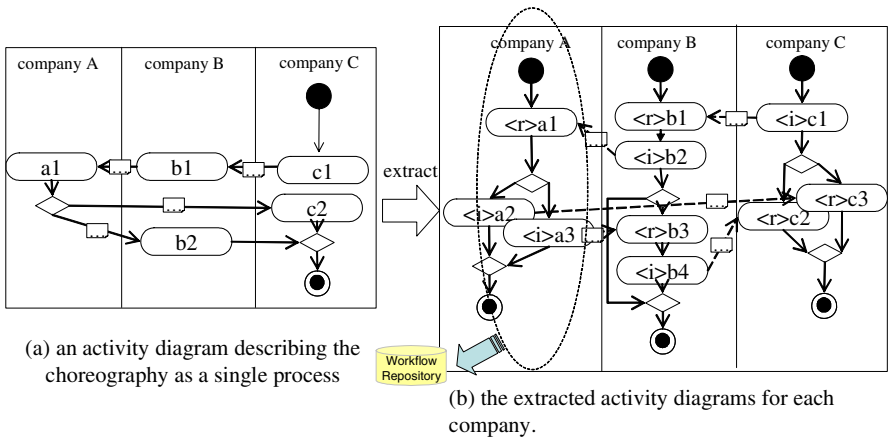 company A
company B
company C
a1
b1
c1
c2
b2
(a) an activity diagram describing the
choreography as a single process
extract
company A
company B
company C
<r>a1
<r>b1
<i>c1
<i>b2
<i>a2
<r>c3
<r>c2
<i>a3
<r>b3
<i>b4
Workflow
Repository
(b) the extracted activity diagrams for each
company.